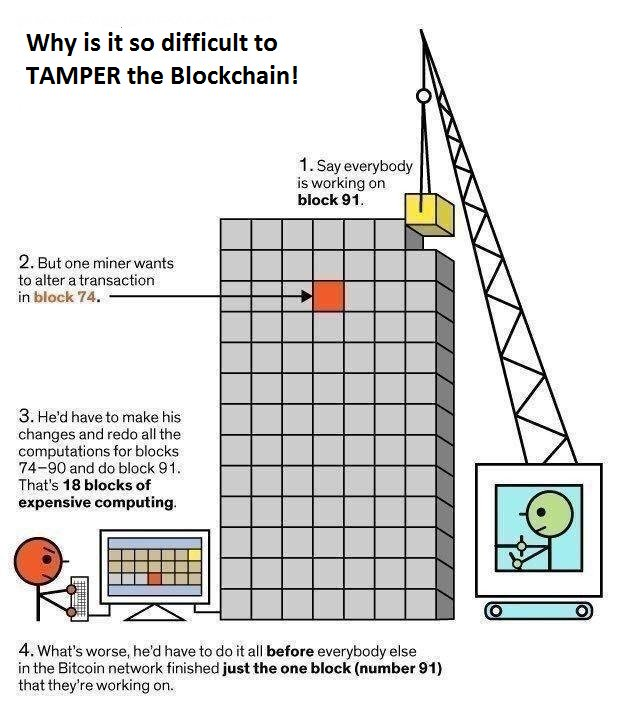 Why is it so difficult to
TAMPER the Blockchain!
1. Say everybody
is working on
block 91.
2. But one miner wants
to alter a transaction
in block 74.
3. He'd have to make his
changes and redo all the
computations for blocks
74–90 and do block 91.
That's 18 blocks of
expensive computing.
4. What's worse, he'd have to do it all before everybody else
in the Bitcoin network finished just the one block (number 91)
that they're working on.